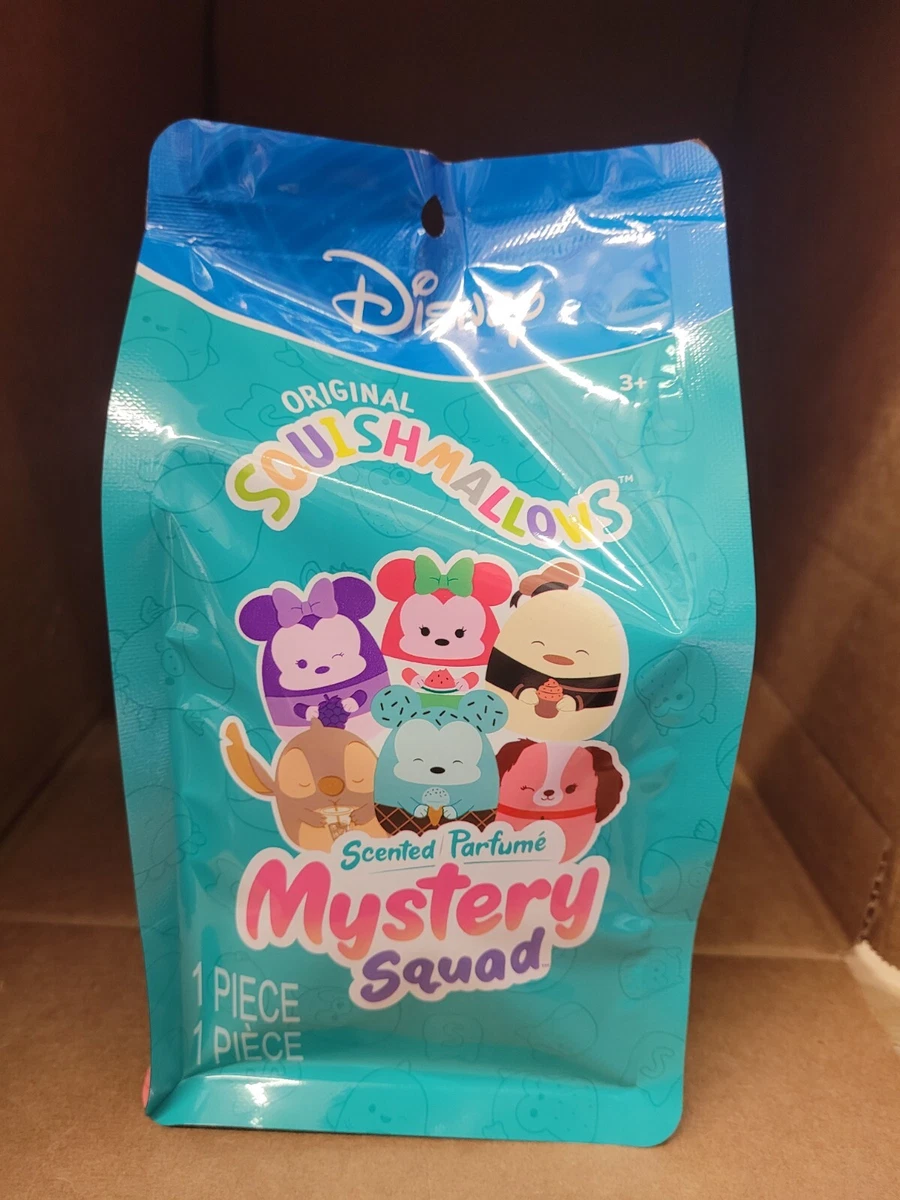 Disney
3+
ORIGINAL
SQUISHMALLOWS™
Scented Parfumé
Mystery
Squad
1 PIECE
1 PIÈCE